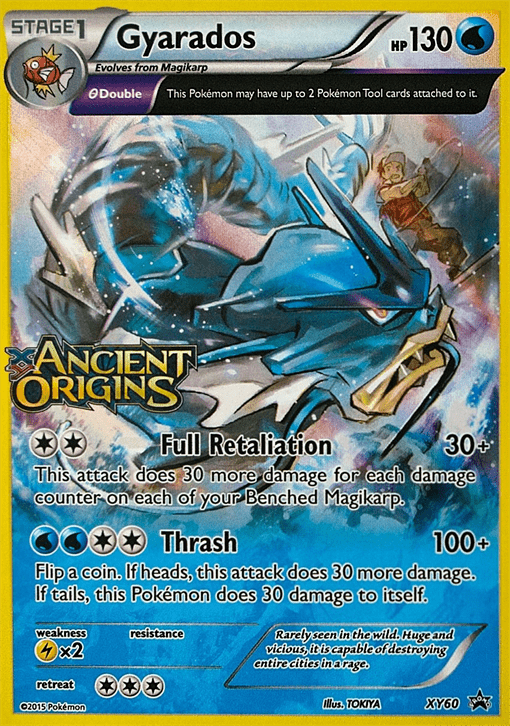 STAGE1
Gyarados
HP130
Evolves from Magikarp
θDouble
This Pokémon may have up to 2 Pokémon Tool cards attached to it.
ANCIENT
ORIGINS
Full Retaliation 30+
This attack does 30 more damage for each damage
counter on each of your Benched Magikarp.
Thrash 100+
Flip a coin. If heads, this attack does 30 more damage.
If tails, this Pokémon does 30 damage to itself.
weakness resistance
×2
retreat
Rarely seen in the wild. Huge and
vicious, it is capable of destroying
entire cities in a rage.
©2015 Pokémon
Illus. TOKIYA
XY60